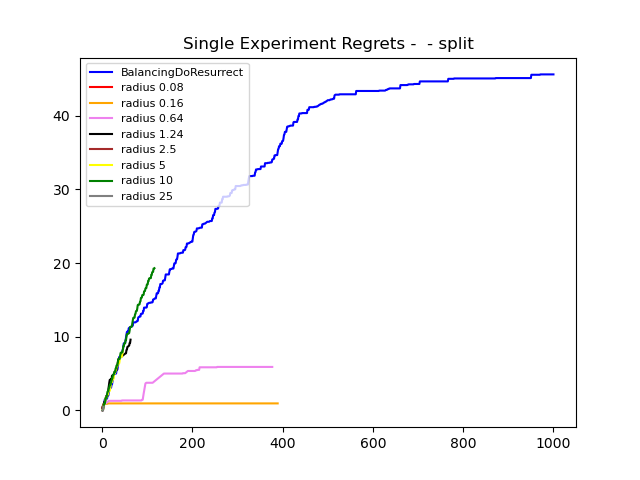 Single Experiment Regrets -  - split
BalancingDoResurrect
radius 0.08
radius 0.16
radius 0.64
radius 1.24
radius 2.5
radius 5
radius 10
radius 25
40
30
20
10
0
0 200 400 600 800 1000